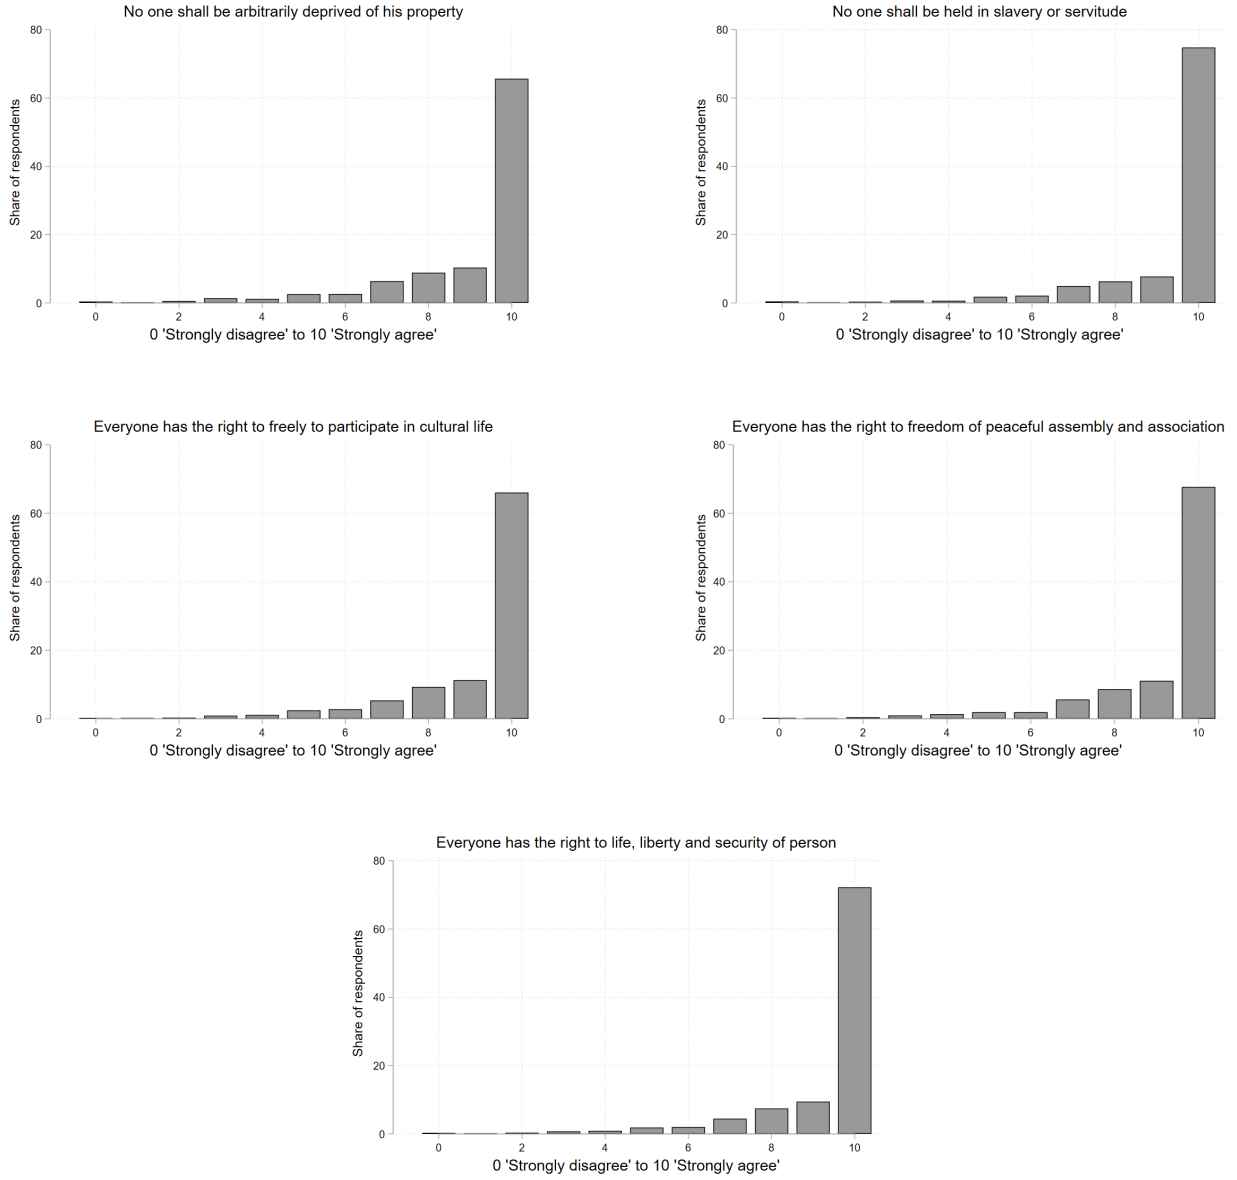 No one shall be arbitrarily deprived of his property
80
60
40
20
0
Share of respondents
0 2 4 6 8 10
0 'Strongly disagree' to 10 'Strongly agree'
No one shall be held in slavery or servitude
80
60
40
20
0
Share of respondents
0 2 4 6 8 10
0 'Strongly disagree' to 10 'Strongly agree'
Everyone has the right to freely to participate in cultural life
80
60
40
20
0
Share of respondents
0 2 4 6 8 10
0 'Strongly disagree' to 10 'Strongly agree'
Everyone has the right to freedom of peaceful assembly and association
80
60
40
20
0
Share of respondents
0 2 4 6 8 10
0 'Strongly disagree' to 10 'Strongly agree'
Everyone has the right to life, liberty and security of person
80
60
40
20
0
Share of respondents
0 2 4 6 8 10
0 'Strongly disagree' to 10 'Strongly agree'